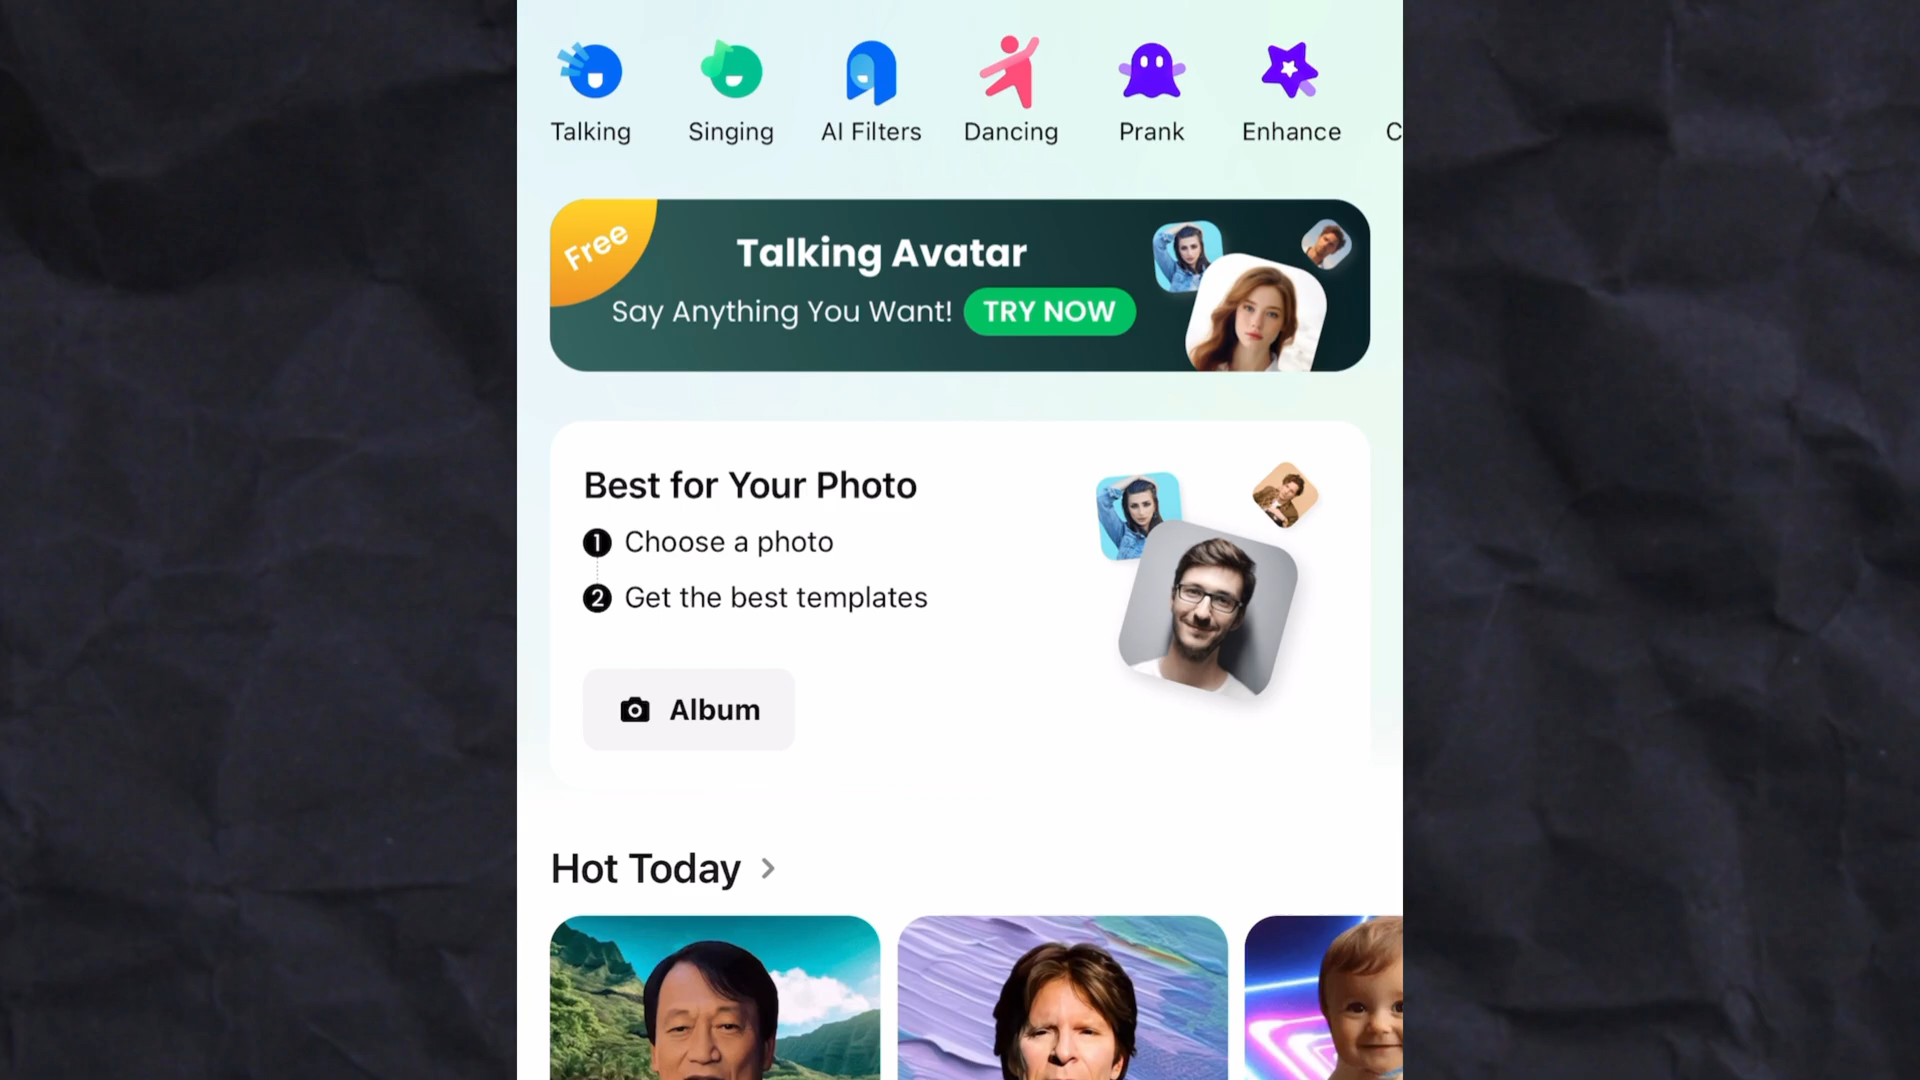 Talking
Singing
AI Filters
Dancing
Prank
Enhance
C
Free
Talking Avatar
Say Anything You Want!
TRY NOW
Best for Your Photo
1 Choose a photo
2 Get the best templates
Album
Hot Today >